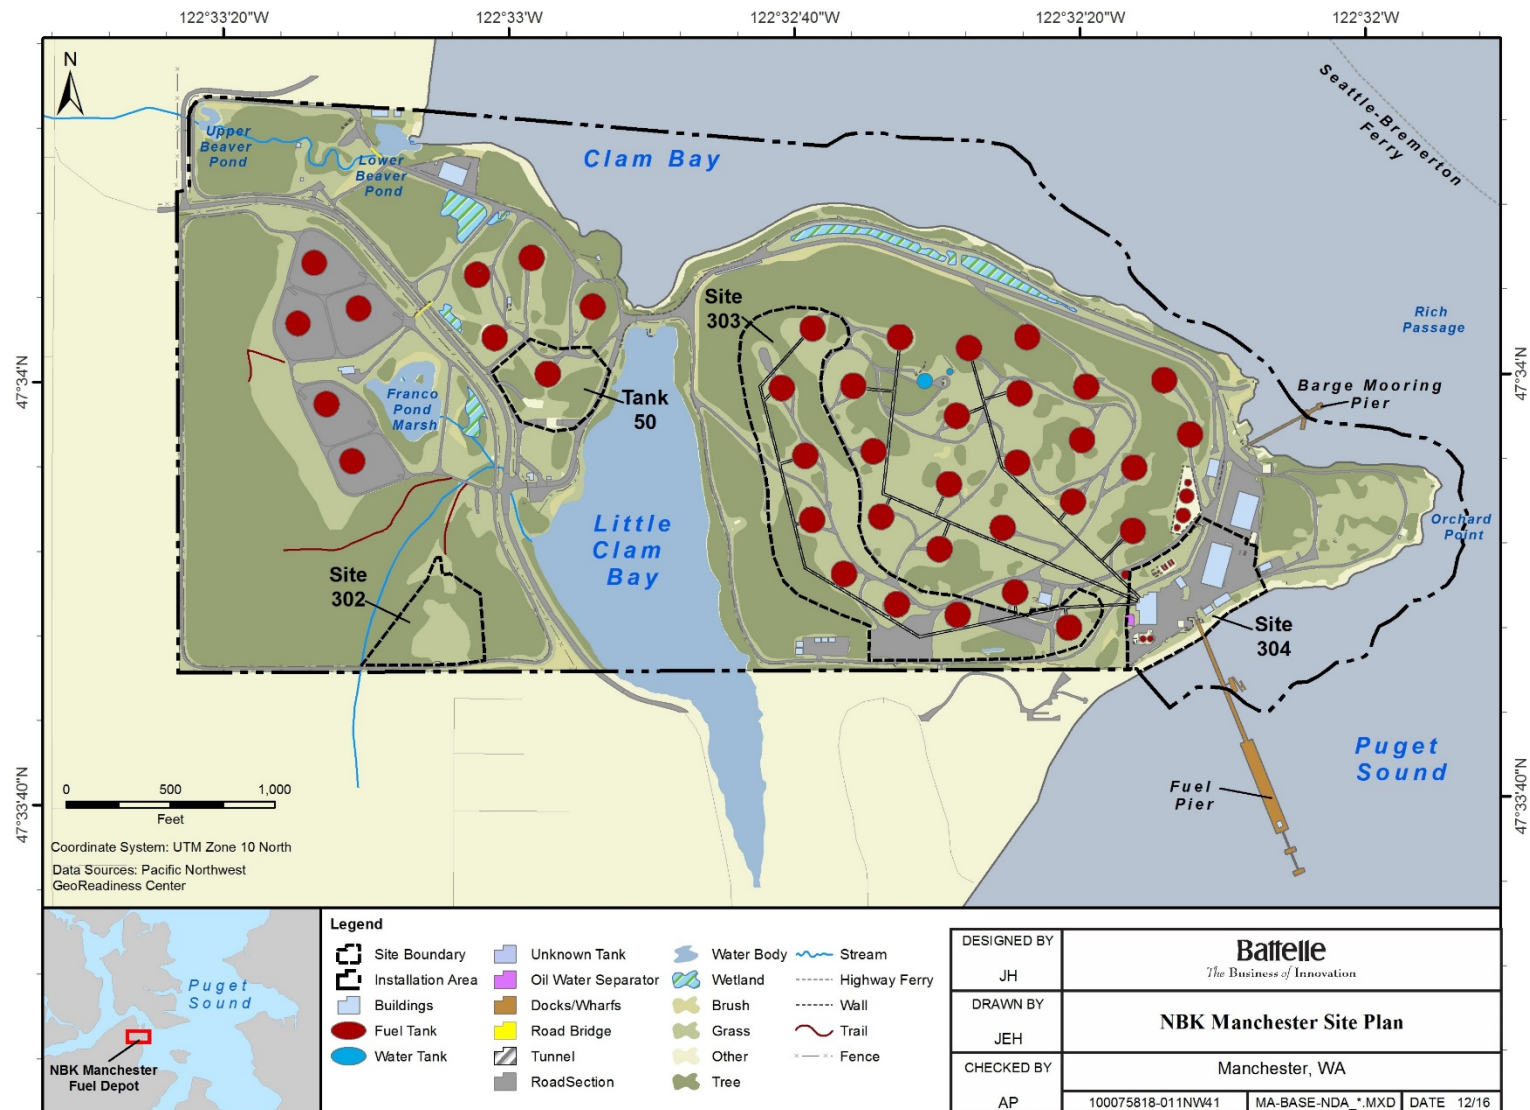 122°33'20"W
122°33'W
122°32'40"W
122°32'20"W
122°32'W
N
Seattle-Bremerton
Ferry
Upper
Beaver
Pond
Lower
Beaver
Pond
Clam Bay
Site
303
Rich
Passage
47°34'N
47°34'N
Barge Mooring
Pier
Franco
Pond
Marsh
Tank
50
Little
Clam
Bay
Orchard
Point
Site
302
Site
304
Puget
Sound
Fuel
Pier
47°33'40"N
47°33'40"N
0 500 1,000
Feet
Coordinate System: UTM Zone 10 North
Data Sources: Pacific Northwest
GeoReadiness Center
Puget
Sound
NBK Manchester
Fuel Depot
Legend
Site Boundary
Installation Area
Buildings
Fuel Tank
Water Tank
Unknown Tank
Oil Water Separator
Docks/Wharfs
Road Bridge
Tunnel
RoadSection
Water Body
Wetland
Brush
Grass
Other
Tree
Stream
Highway Ferry
Wall
Trail
Fence
DESIGNED BY
JH
Battelle
The Business of Innovation
DRAWN BY
JEH
NBK Manchester Site Plan
CHECKED BY
AP
Manchester, WA
100075818-011NW41 MA-BASE-NDA_*.MXD DATE 12/16